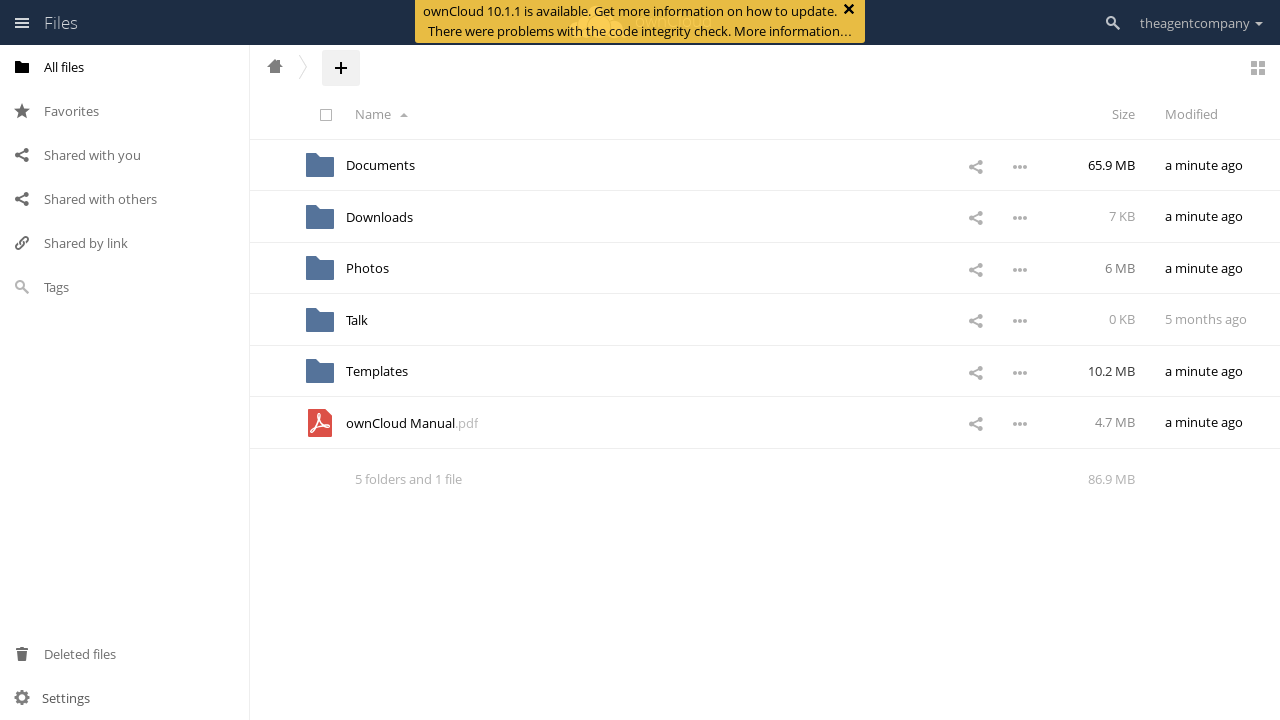 Files
ownCloud 10.1.1 is available. Get more information on how to update.
There were problems with the code integrity check. More information…
theagentcompany
All files
Favorites
Shared with you
Shared with others
Shared by link
Tags
Deleted files
Settings
Name Size Modified
Documents 65.9 MB a minute ago
Downloads 7 KB a minute ago
Photos 6 MB a minute ago
Talk 0 KB 5 months ago
Templates 10.2 MB a minute ago
ownCloud Manual.pdf 4.7 MB a minute ago
5 folders and 1 file 86.9 MB